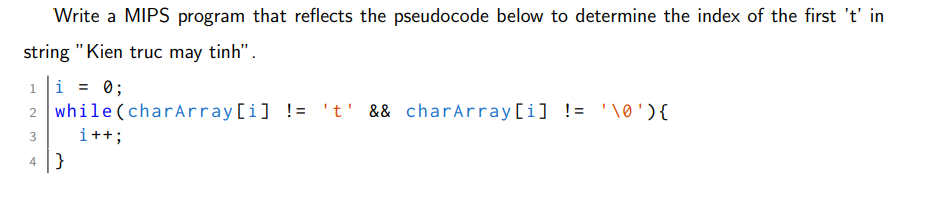 Write a MIPS program that reflects the pseudocode below to determine the index of the first 't' in
string "Kien truc may tinh".
1 i = 0;
2 while(charArray[i] != 't' && charArray[i] != '\0'){
3 i++;
4 }